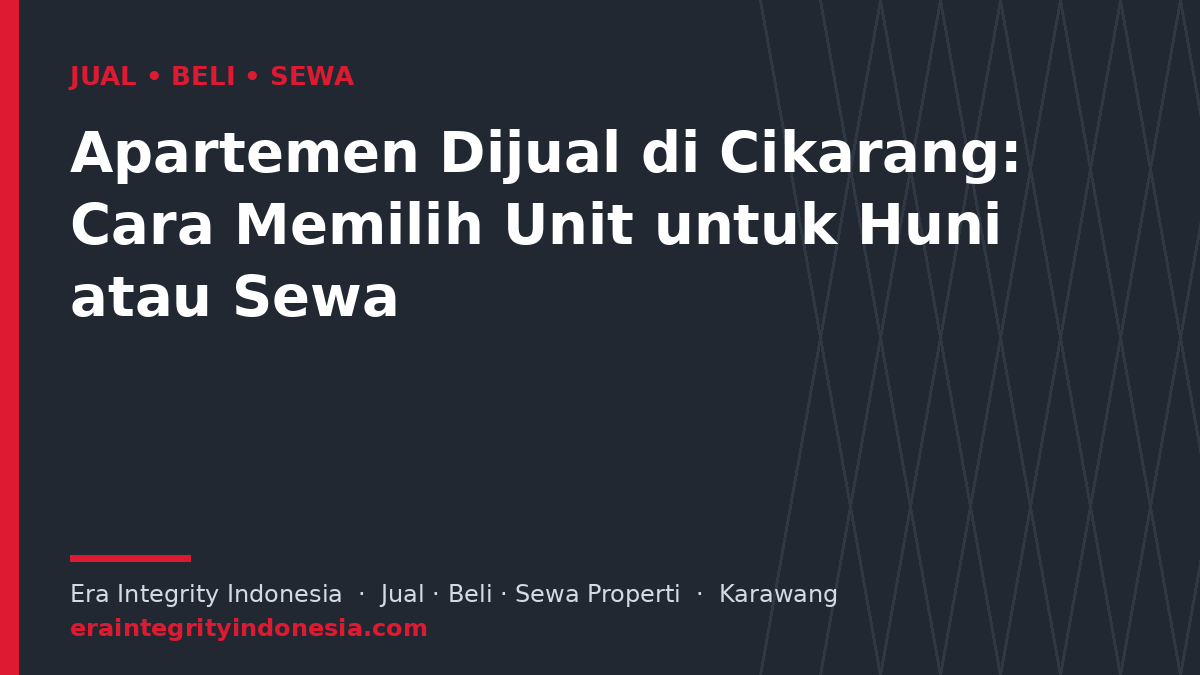 JUAL • BELI • SEWA
Apartemen Dijual di Cikarang:
Cara Memilih Unit untuk Huni
atau Sewa
Era Integrity Indonesia · Jual · Beli · Sewa Properti · Karawang
eraintegrityindonesia.com